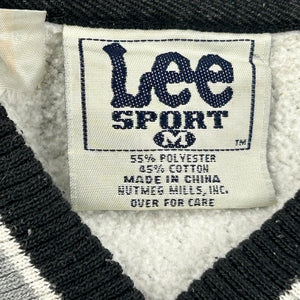 Lee
SPORT
M
TM
55% POLYESTER
45% COTTON
MADE IN CHINA
NUTMEG MILLS, INC.
OVER FOR CARE